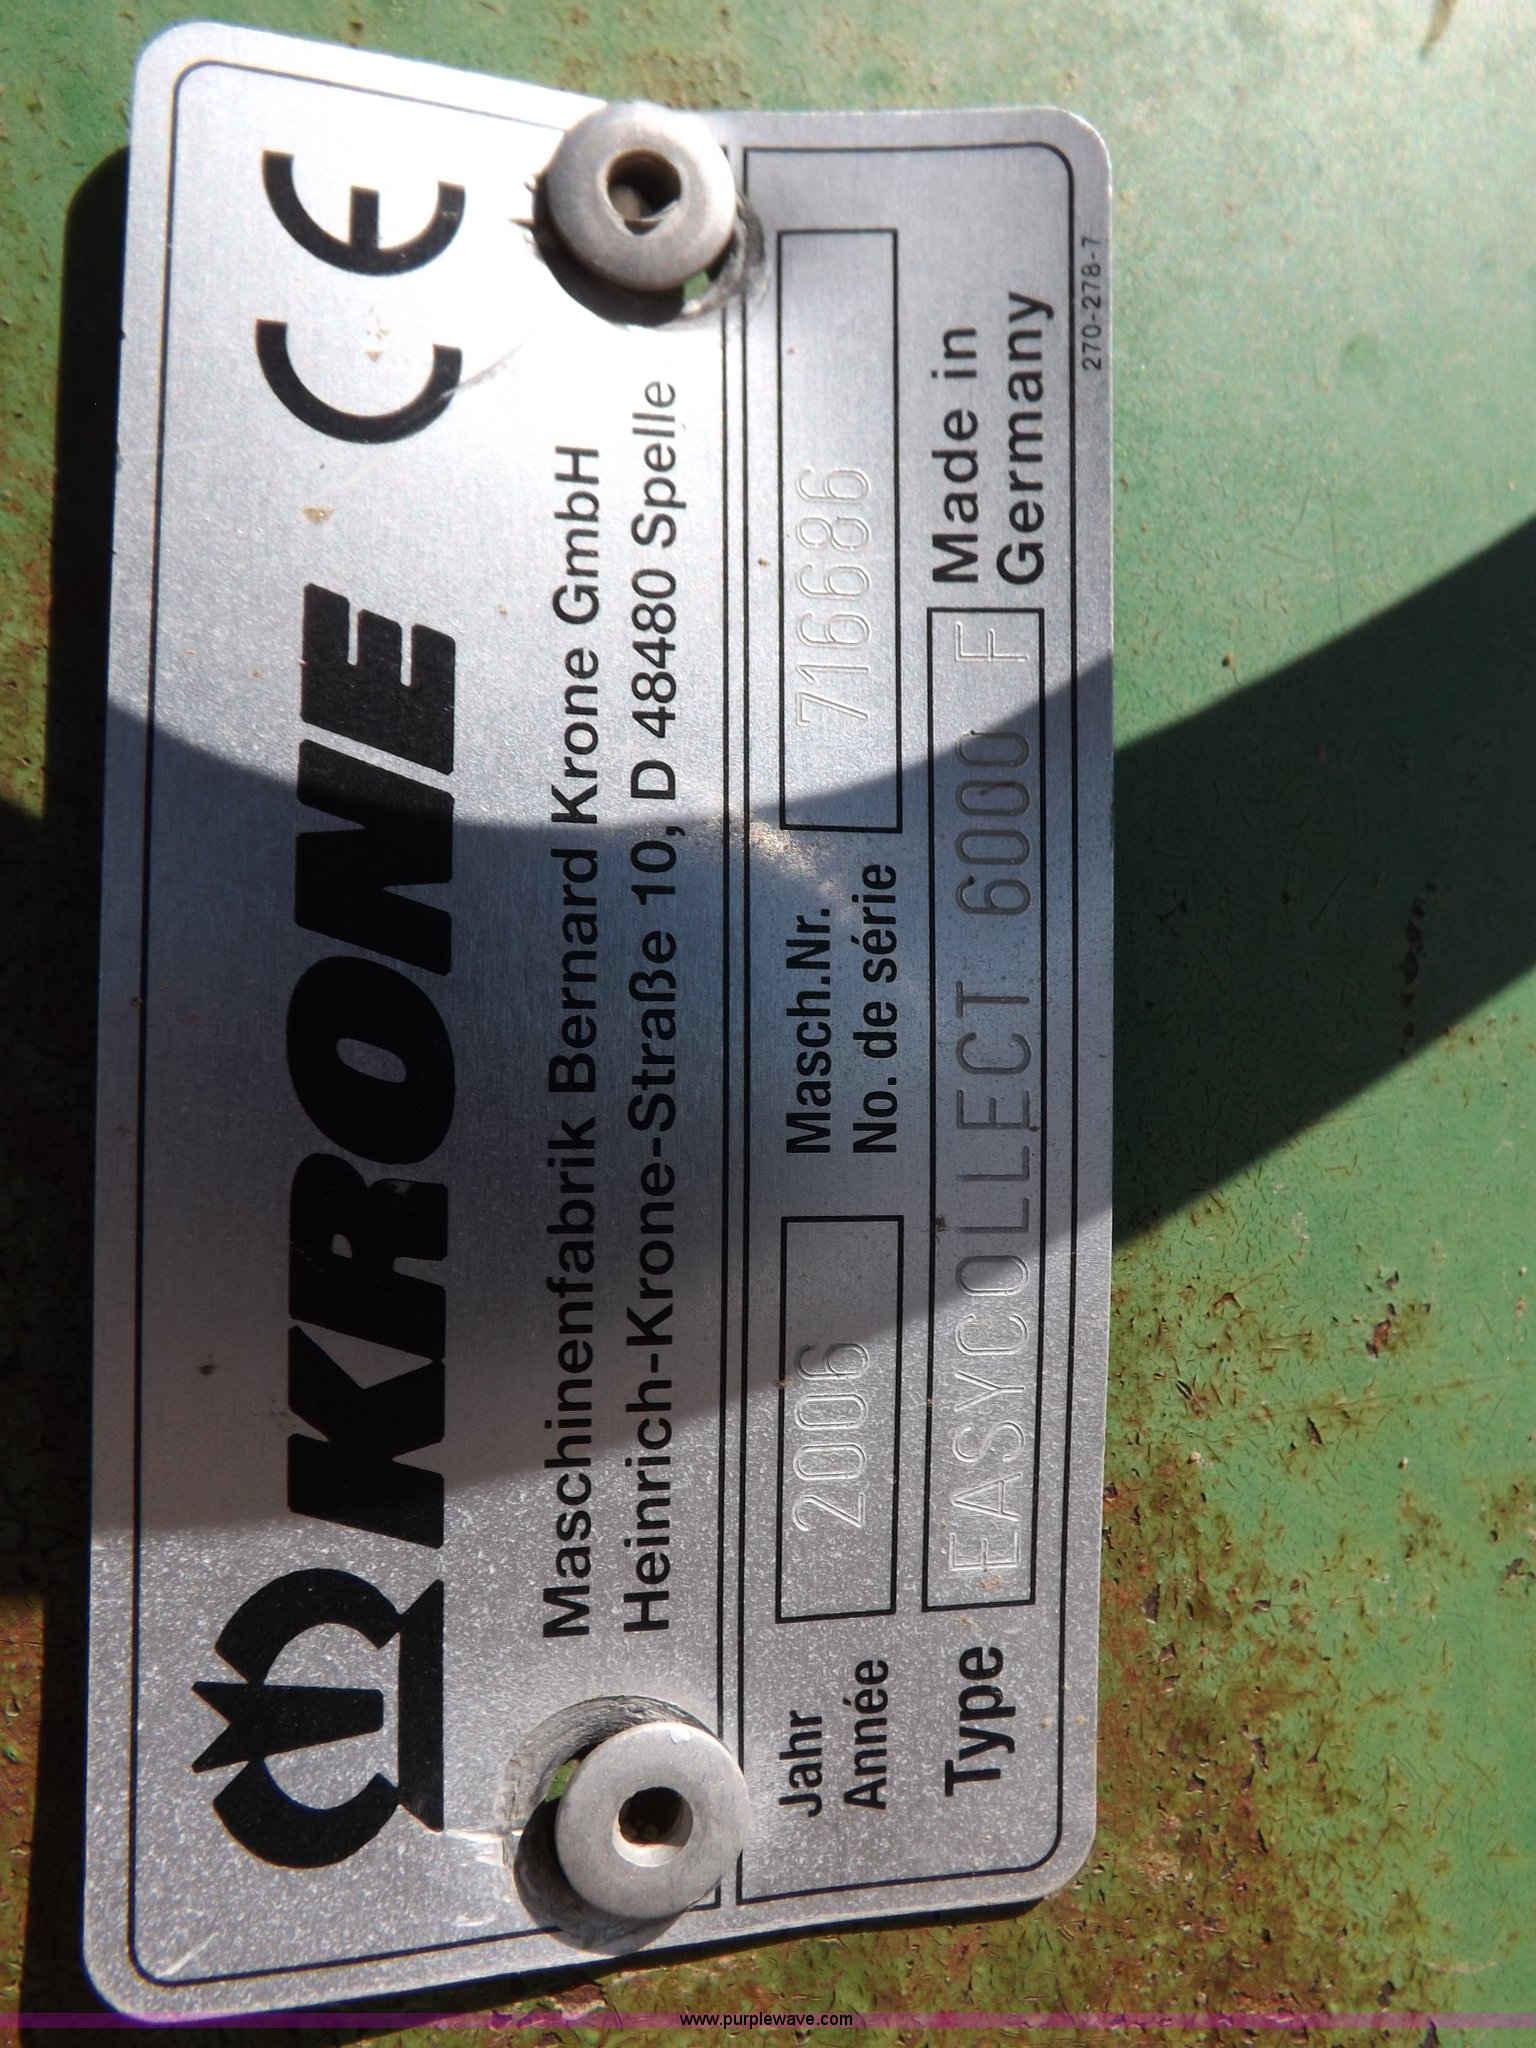 KRONE CE
Maschinenfabrik Bernard Krone GmbH
Heinrich-Krone-Straße 10, D 48480 Spelle
Jahr
Année
2006
Masch.Nr.
No. de série
716686
Type
EASYCOLLECT 6000 F
Made in
Germany
270-278-7
www.purplewave.com